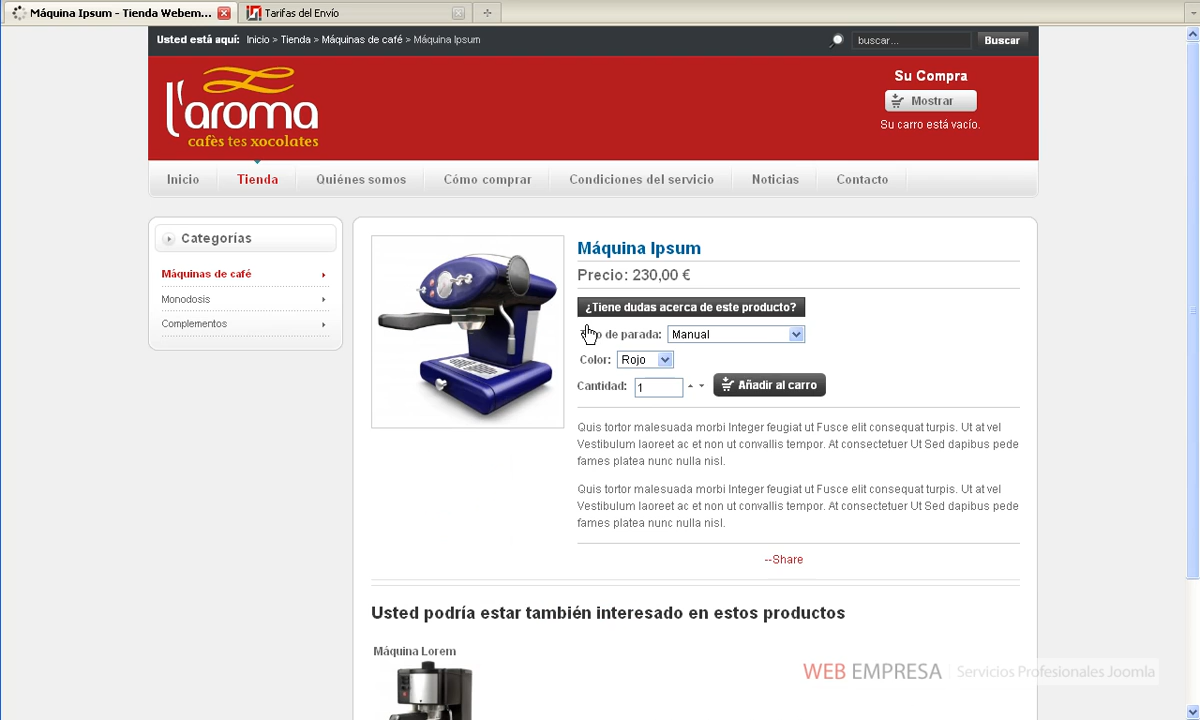 Máquina Ipsum - Tienda Webem...
Tarifas del Envío
Usted está aquí: Inicio » Tienda » Máquinas de café » Máquina Ipsum
buscar...
Buscar
l'aroma
cafès tes xocolates
Su Compra
Mostrar
Su carro está vacío.
Inicio
Tienda
Quiénes somos
Cómo comprar
Condiciones del servicio
Noticias
Contacto
Categorías
Máquinas de café
Monodosis
Complementos
Máquina Ipsum
Precio: 230,00 €
¿Tiene dudas acerca de este producto?
de parada: Manual
Color: Rojo
Cantidad: 1
Añadir al carro
Quis tortor malesuada morbi Integer feugiat ut Fusce elit consequat turpis. Ut at vel
Vestibulum laoreet ac et non ut convallis tempor. At consectetuer Ut Sed dapibus pede
fames platea nunc nulla nisl.
Quis tortor malesuada morbi Integer feugiat ut Fusce elit consequat turpis. Ut at vel
Vestibulum laoreet ac et non ut convallis tempor. At consectetuer Ut Sed dapibus pede
fames platea nunc nulla nisl.
--Share
Usted podría estar también interesado en estos productos
Máquina Lorem
WEB EMPRESA | Servicios Profesionales Joomla